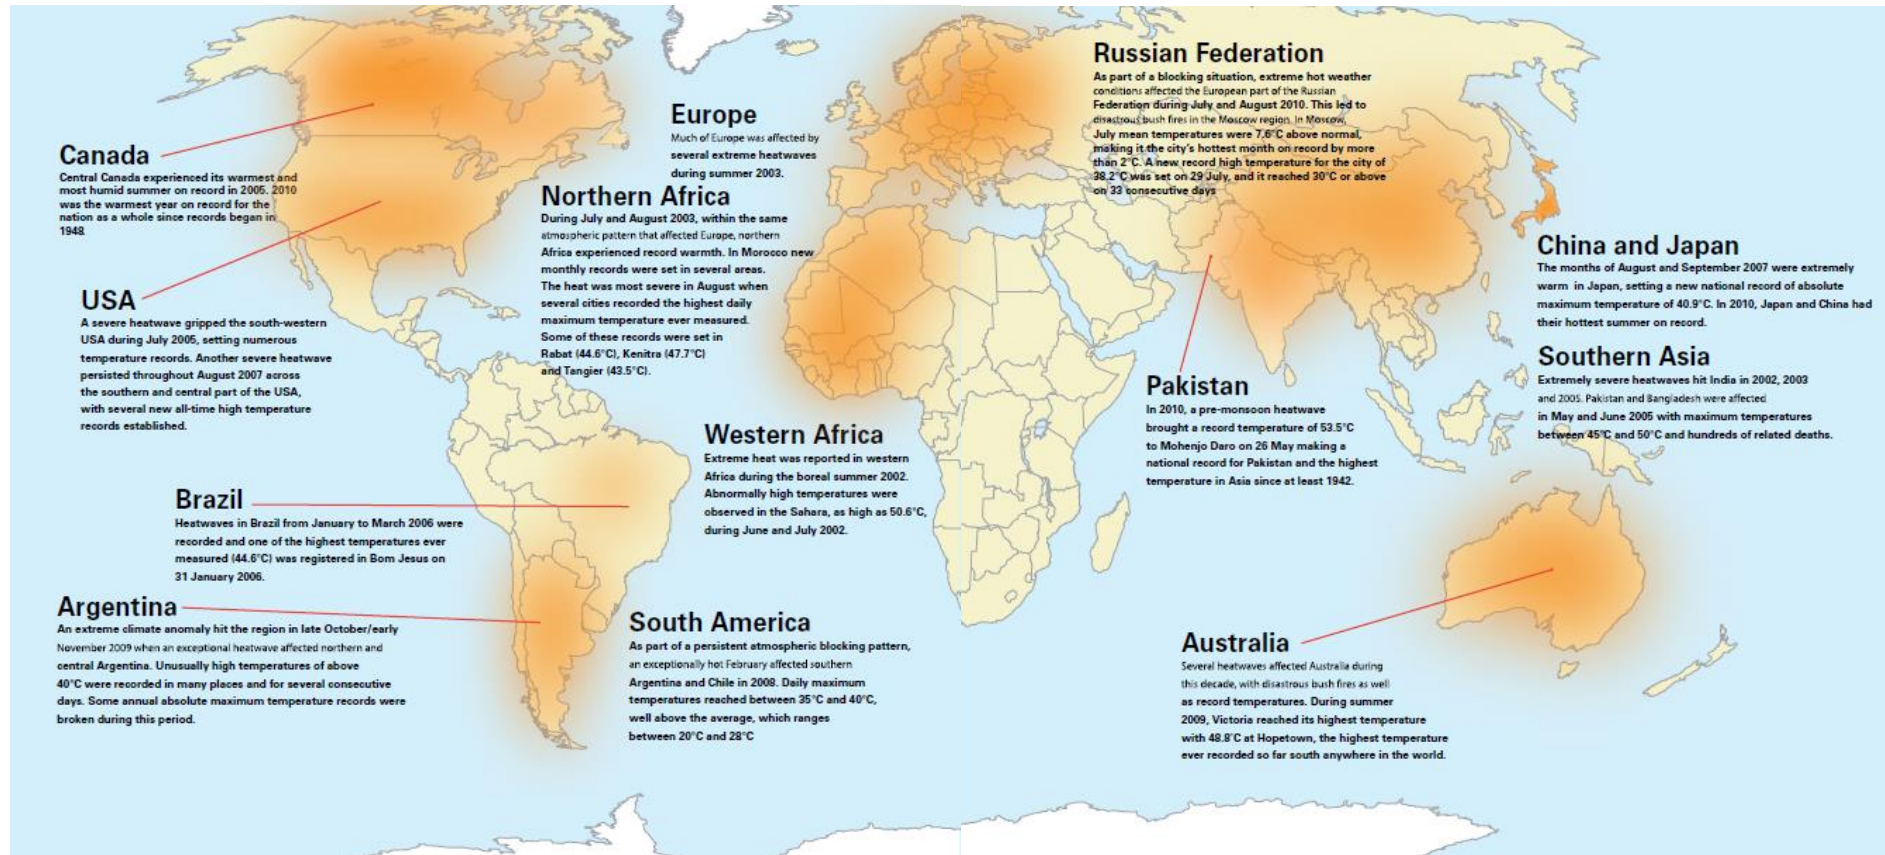 Canada
Central Canada experienced its warmest and
most humid summer on record in 2005. 2010
was the warmest year on record for the
nation as a whole since records began in
1948
USA
A severe heatwave gripped the south-western
USA during July 2005, setting numerous
temperature records. Another severe heatwave
persisted throughout August 2007 across
the southern and central part of the USA,
with several new all-time high temperature
records established.
Brazil
Heatwaves in Brazil from January to March 2006 were
recorded and one of the highest temperatures ever
measured (44.6°C) was registered in Bom Jesus on
31 January 2006.
Argentina
An extreme climate anomaly hit the region in late October/early
November 2009 when an exceptional heatwave affected northern and
central Argentina. Unusually high temperatures of above
40°C were recorded in many places and for several consecutive
days. Some annual absolute maximum temperature records were
broken during this period.
Europe
Much of Europe was affected by
several extreme heatwaves
during summer 2003.
Northern Africa
During July and August 2003, within the same
atmospheric pattern that affected Europe, northern
Africa experienced record warmth. In Morocco new
monthly records were set in several areas.
The heat was most severe in August when
several cities recorded the highest daily
maximum temperature ever measured.
Some of these records were set in
Rabat (44.6°C), Kenitra (47.7°C)
and Tangier (43.5°C).
Western Africa
Extreme heat was reported in western
Africa during the boreal summer 2002.
Abnormally high temperatures were
observed in the Sahara, as high as 50.6°C,
during June and July 2002.
South America
As part of a persistent atmospheric blocking pattern,
an exceptionally hot February affected southern
Argentina and Chile in 2008. Daily maximum
temperatures reached between 35°C and 40°C,
well above the average, which ranges
between 20°C and 28°C
Russian Federation
As part of a blocking situation, extreme hot weather
conditions affected the European part of the Russian
Federation during July and August 2010. This led to
disastrous bush fires in the Moscow region. In Moscow,
July mean temperatures were 7.6°C above normal,
making it the city's hottest month on record by more
than 2°C. A new record high temperature for the city of
38.2°C was set on 29 July, and it reached 30°C or above
on 33 consecutive days
China and Japan
The months of August and September 2007 were extremely
warm in Japan, setting a new national record of absolute
maximum temperature of 40.9°C. In 2010, Japan and China had
their hottest summer on record.
Southern Asia
Extremely severe heatwaves hit India in 2002, 2003
and 2005. Pakistan and Bangladesh were affected
in May and June 2005 with maximum temperatures
between 45°C and 50°C and hundreds of related deaths.
Pakistan
In 2010, a pre-monsoon heatwave
brought a record temperature of 53.5°C
to Mohenjo Daro on 26 May making a
national record for Pakistan and the highest
temperature in Asia since at least 1942.
Australia
Several heatwaves affected Australia during
this decade, with disastrous bush fires as well
as record temperatures. During summer
2009, Victoria reached its highest temperature
with 48.8°C at Hopetown, the highest temperature
ever recorded so far south anywhere in the world.